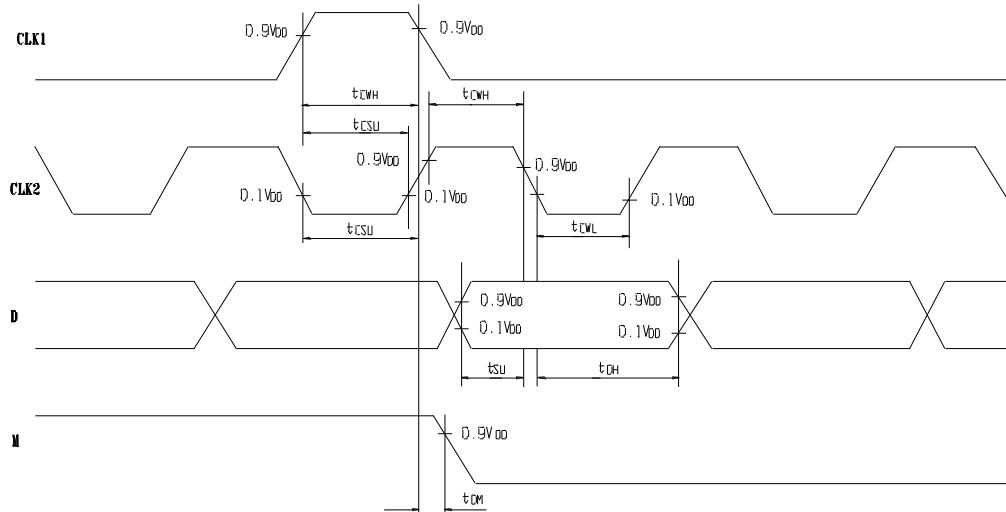 CLK1
0.9VDD
0.9VDD
tCWH
tCWH
tCSU
CLK2
0.9VDD
0.9VDD
0.1VDD
0.1VDD
0.1VDD
tCSU
tCWL
D
0.9VDD
0.9VDD
0.1VDD
0.1VDD
tSU
tDH
M
0.9VDD
tDM